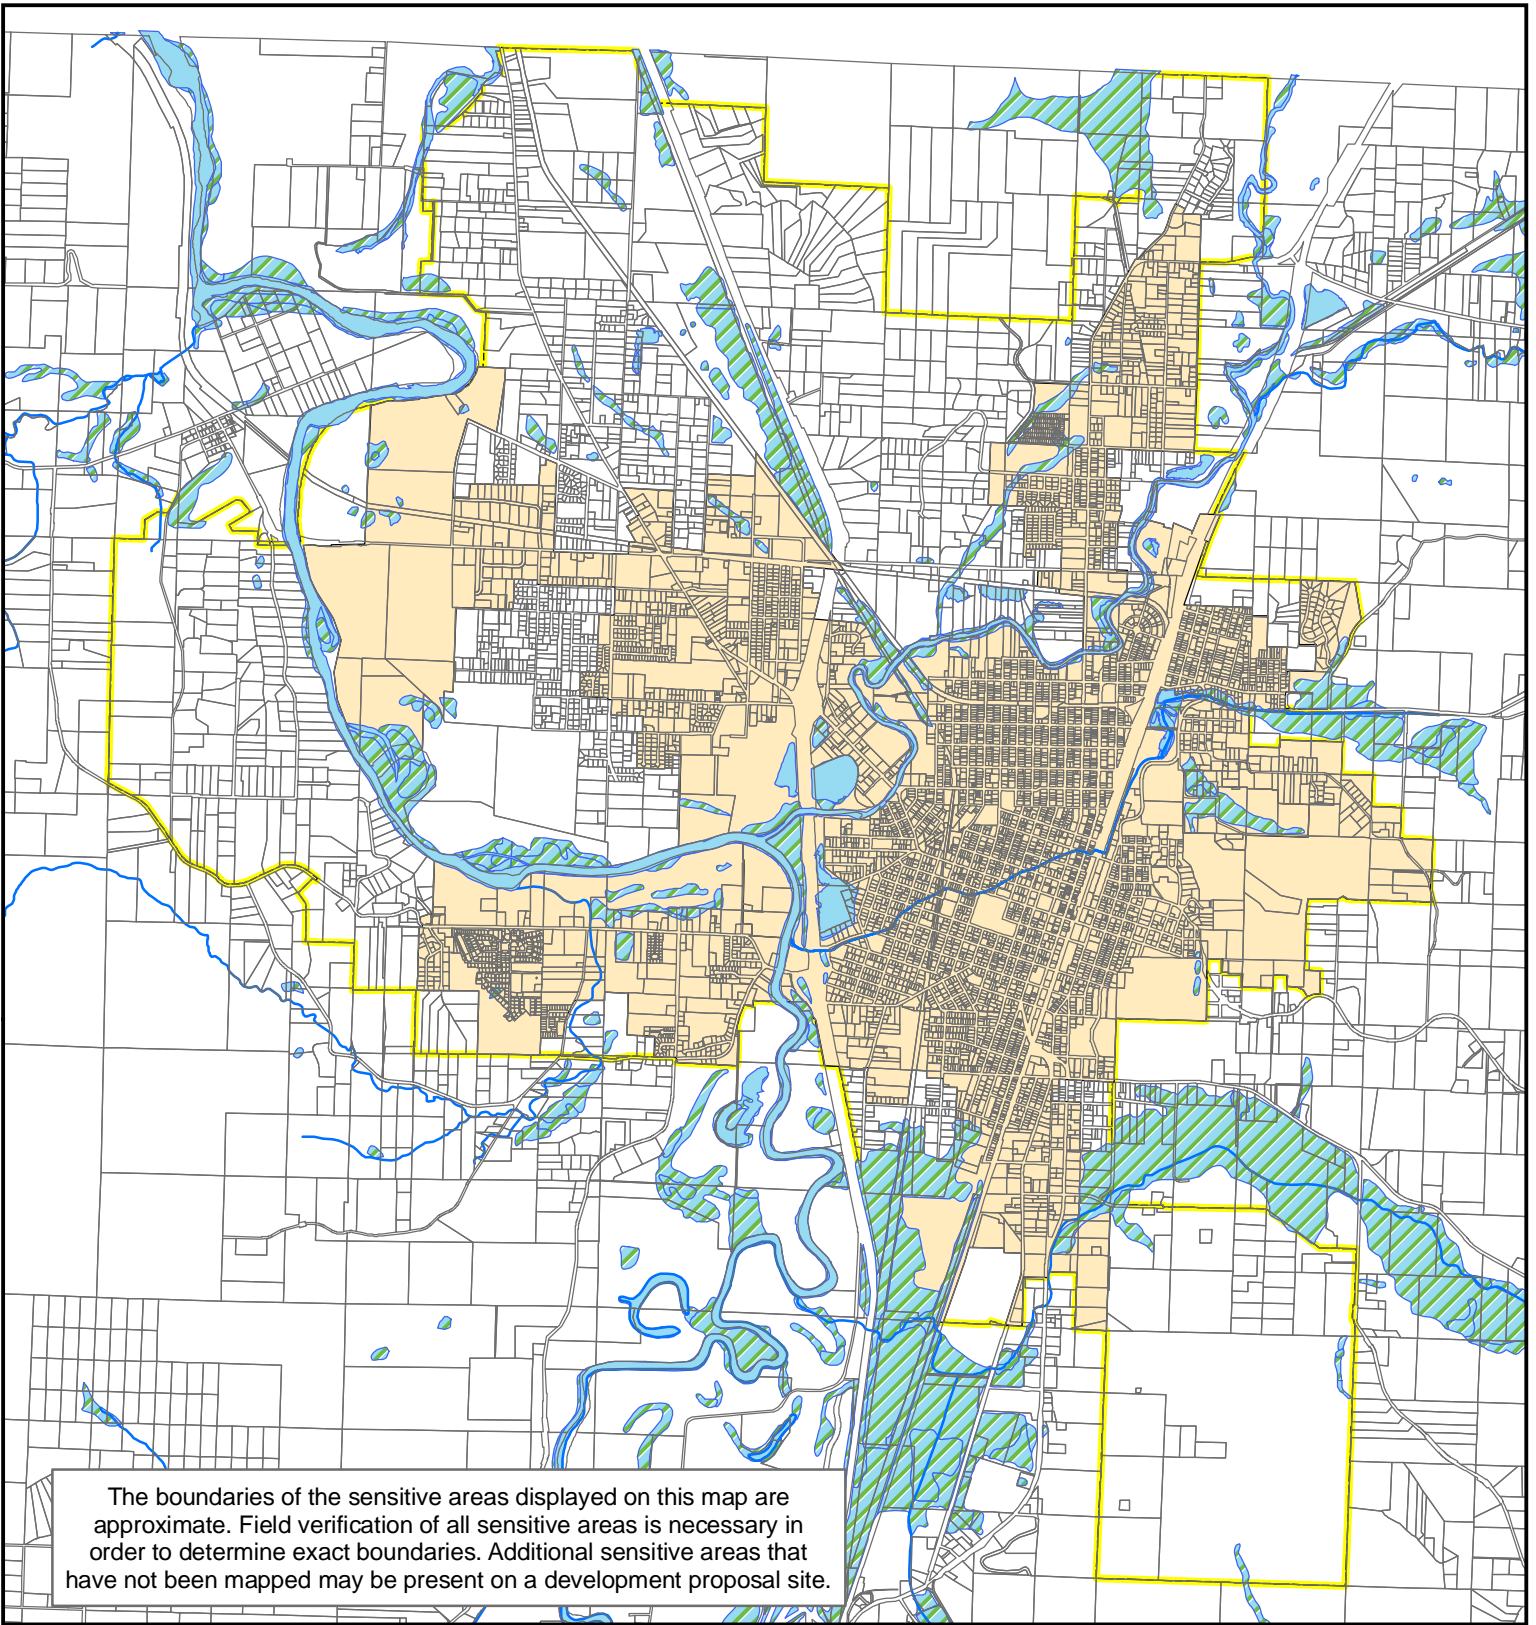 The boundaries of the sensitive areas displayed on this map are
approximate. Field verification of all sensitive areas is necessary in
order to determine exact boundaries. Additional sensitive areas that
have not been mapped may be present on a development proposal site.